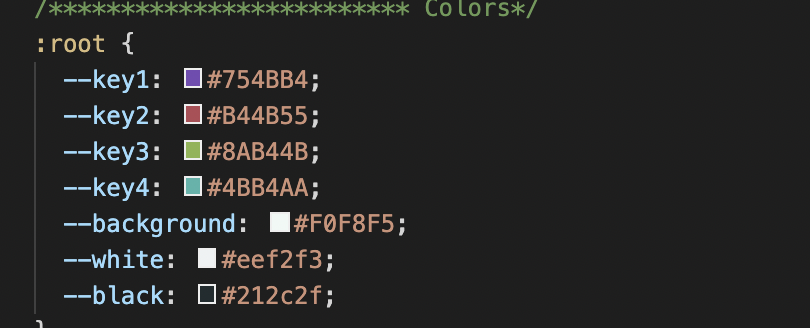 /************************* Colors*/
:root {
--key1: #754BB4;
--key2: #B44B55;
--key3: #8AB44B;
--key4: #4BB4AA;
--background: #F0F8F5;
--white: #eef2f3;
--black: #212c2f;
}